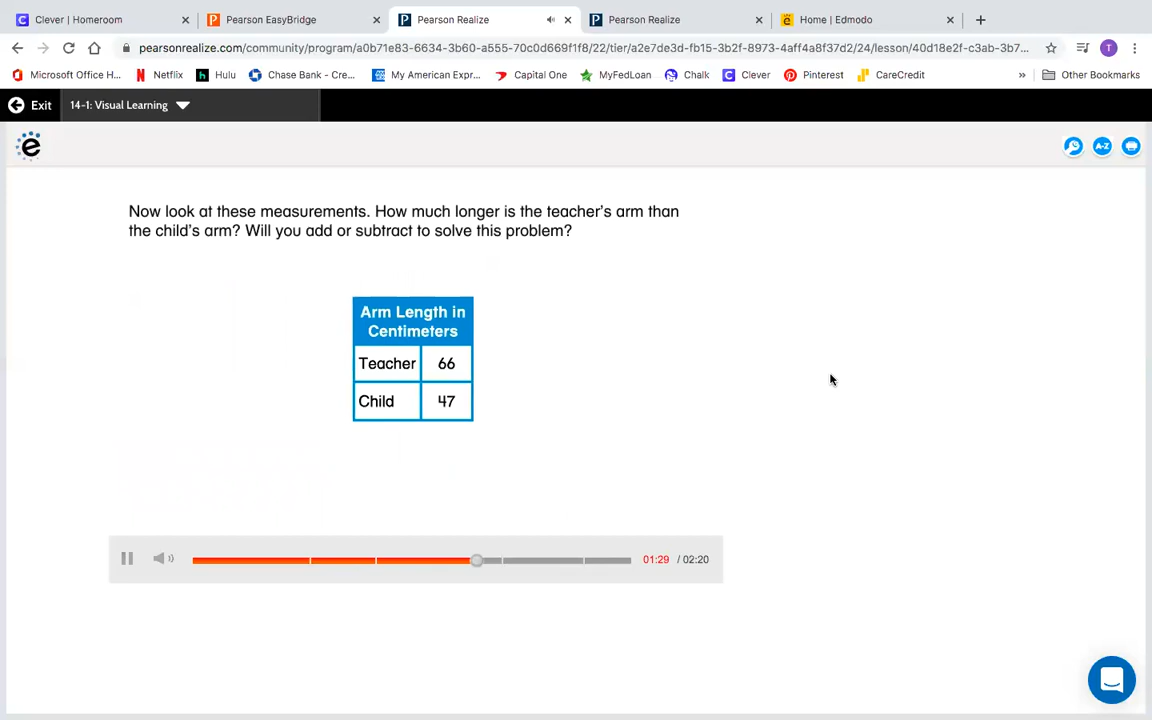 Clever | Homeroom
Pearson EasyBridge
Pearson Realize
Pearson Realize
Home | Edmodo
pearsonrealize.com/community/program/a0b71e83-6634-3b60-a555-70c0d669f1f8/22/tier/a2e7de3d-fb15-3b2f-8973-4aff4a8f37d2/24/lesson/40d18e2f-c3ab-3b7...
T
Microsoft Office H...
Netflix
Hulu
Chase Bank - Cre...
My American Expr...
Capital One
MyFedLoan
Chalk
Clever
Pinterest
CareCredit
»
Other Bookmarks
Exit
14-1: Visual Learning
e
A-Z
Now look at these measurements. How much longer is the teacher's arm than
the child's arm? Will you add or subtract to solve this problem?
Arm Length in
Centimeters
Teacher 66
Child 47
01:29 / 02:20